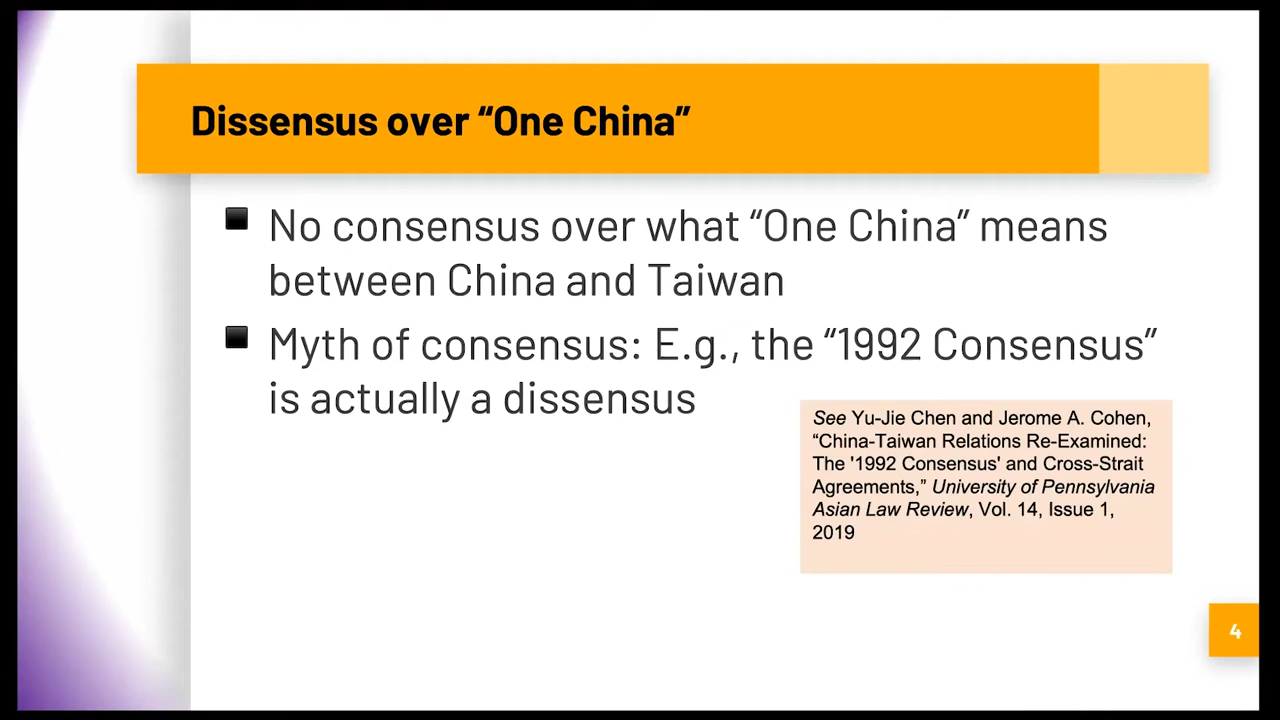 Dissensus over “One China”
No consensus over what “One China” means
between China and Taiwan
Myth of consensus: E.g., the “1992 Consensus”
is actually a dissensus
See Yu-Jie Chen and Jerome A. Cohen,
“China-Taiwan Relations Re-Examined:
The '1992 Consensus' and Cross-Strait
Agreements,” University of Pennsylvania
Asian Law Review, Vol. 14, Issue 1,
2019
4